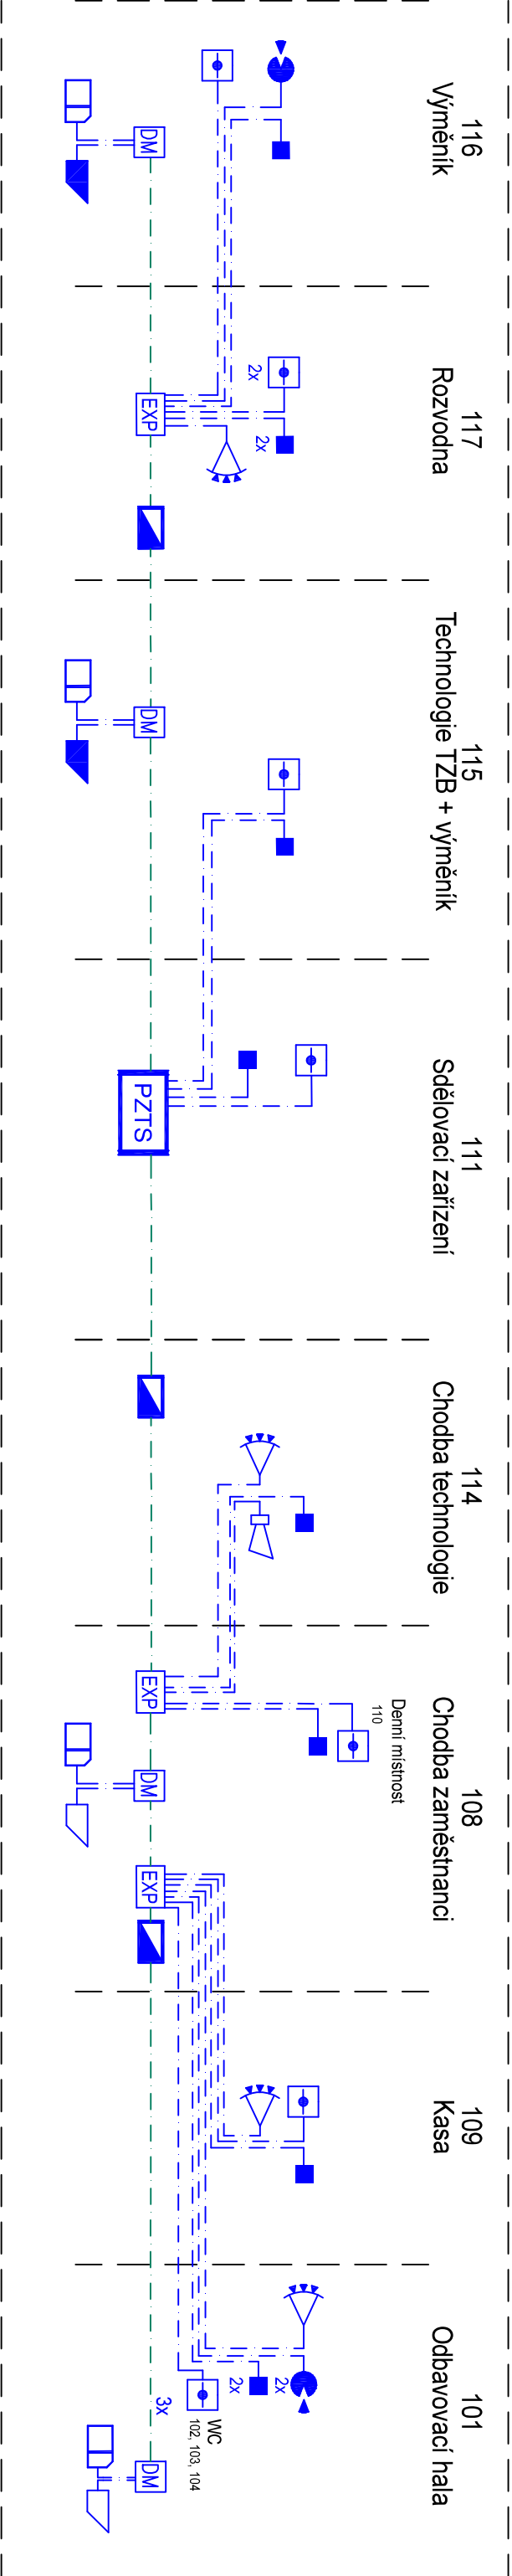 116
Výměník
DM
117
Rozvodna
2x
2x
EXP
115
Technologie TZB + výměník
DM
111
Sdělovací zařízení
PZTS
114
Chodba technologie
108
Chodba zaměstnanci
Denní místnost
110
EXP
DM
EXP
109
Kasa
101
Odbavovací hala
2x
2x
WC
102, 103, 104
3x
DM